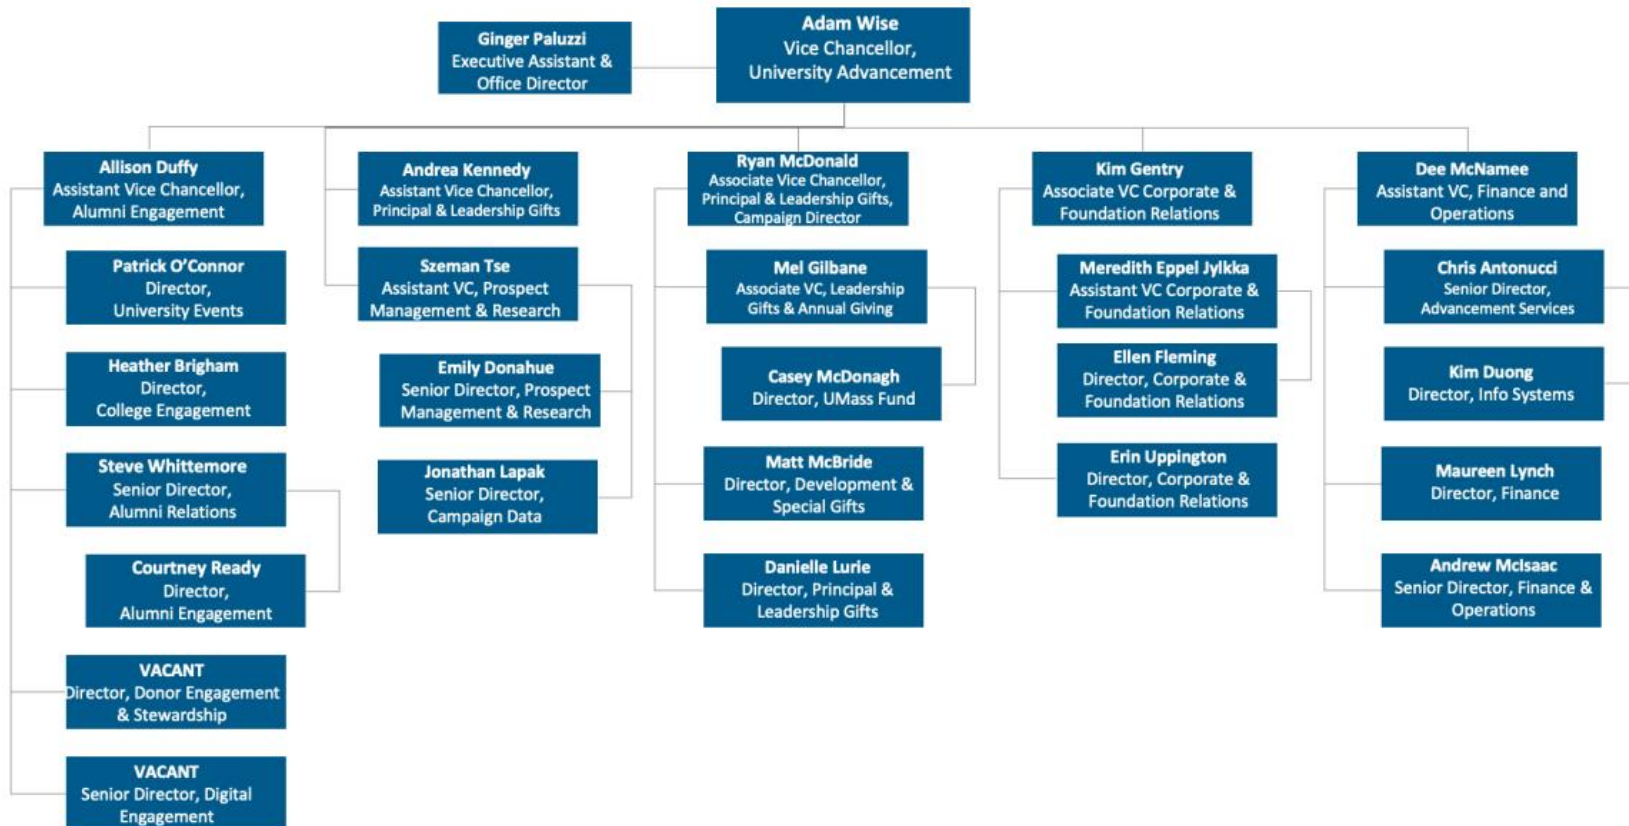 Adam Wise
Vice Chancellor,
University Advancement
Ginger Paluzzi
Executive Assistant &
Office Director
Allison Duffy
Assistant Vice Chancellor,
Alumni Engagement
Patrick O’Connor
Director,
University Events
Heather Brigham
Director,
College Engagement
Steve Whittemore
Senior Director,
Alumni Relations
Courtney Ready
Director,
Alumni Engagement
VACANT
Director, Donor Engagement
& Stewardship
VACANT
Senior Director, Digital
Engagement
Andrea Kennedy
Assistant Vice Chancellor,
Principal & Leadership Gifts
Szeman Tse
Assistant VC, Prospect
Management & Research
Emily Donahue
Senior Director, Prospect
Management & Research
Jonathan Lapak
Senior Director,
Campaign Data
Ryan McDonald
Associate Vice Chancellor,
Principal & Leadership Gifts,
Campaign Director
Mel Gilbane
Associate VC, Leadership
Gifts & Annual Giving
Casey McDonagh
Director, UMass Fund
Matt McBride
Director, Development &
Special Gifts
Danielle Lurie
Director, Principal &
Leadership Gifts
Kim Gentry
Associate VC Corporate &
Foundation Relations
Meredith Eppel Jylkka
Assistant VC Corporate &
Foundation Relations
Ellen Fleming
Director, Corporate &
Foundation Relations
Erin Uppington
Director, Corporate &
Foundation Relations
Dee McNamee
Assistant VC, Finance and
Operations
Chris Antonucci
Senior Director,
Advancement Services
Kim Duong
Director, Info Systems
Maureen Lynch
Director, Finance
Andrew McIsaac
Senior Director, Finance &
Operations